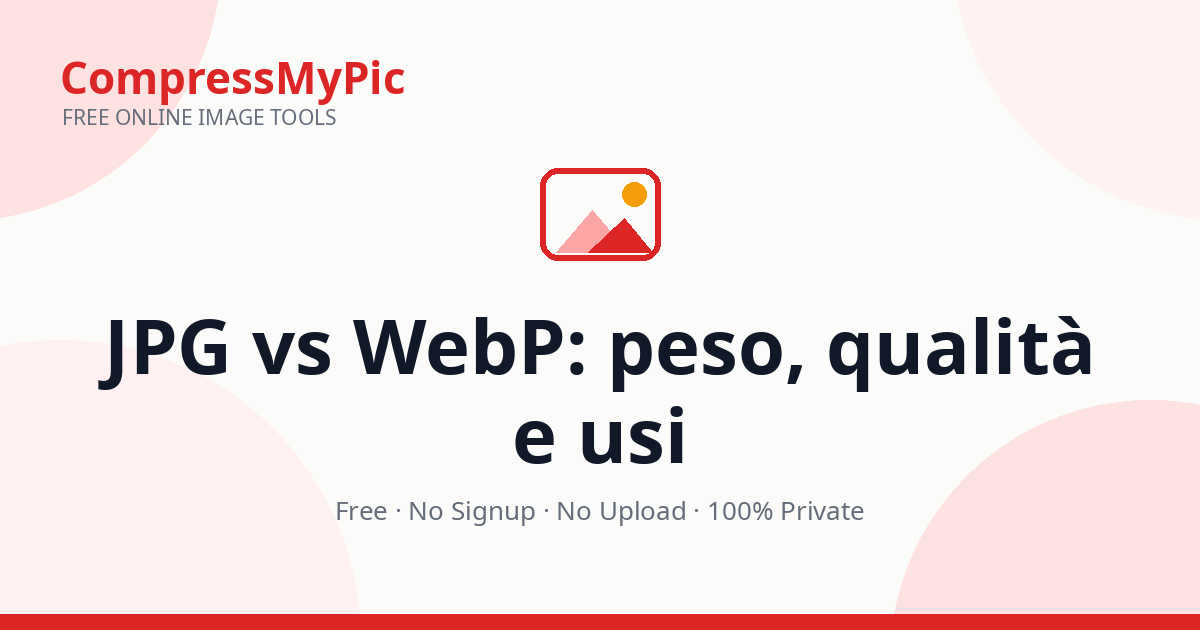 CompressMyPic
FREE ONLINE IMAGE TOOLS
JPG vs WebP: peso, qualità
e usi
Free · No Signup · No Upload · 100% Private